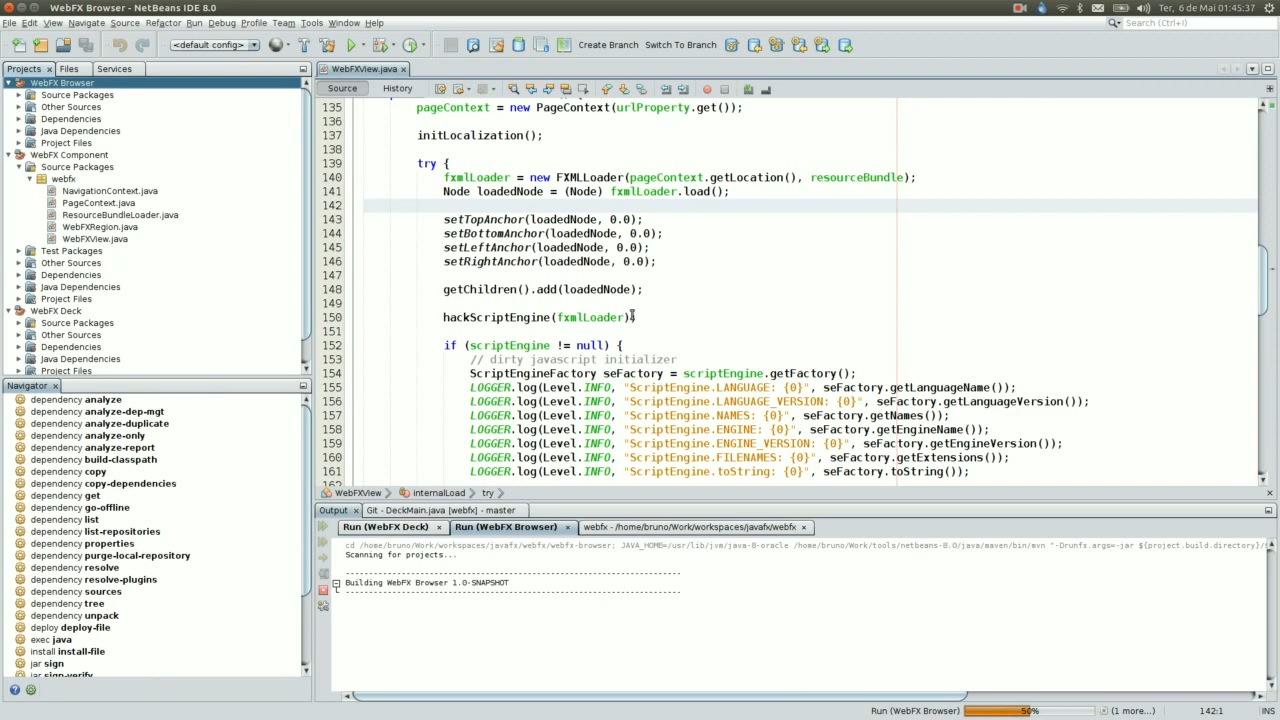 WebFX Browser - NetBeans IDE 8.0
Ter, 6 de Mai 01:45:37
File Edit View Navigate Source Refactor Run Debug Profile Team Tools Window Help
Search (Ctrl+I)
<default config>
Create Branch Switch To Branch
Projects Files Services
WebFX Browser
Source Packages
Other Sources
Dependencies
Java Dependencies
Project Files
WebFX Component
Source Packages
webfx
NavigationContext.java
PageContext.java
ResourceBundleLoader.java
WebFXRegion.java
WebFXView.java
Test Packages
Other Sources
Dependencies
Java Dependencies
Project Files
WebFX Deck
Source Packages
Other Sources
Dependencies
Java Dependencies
Project Files
Navigator
dependency analyze
dependency analyze-dep-mgt
dependency analyze-duplicate
dependency analyze-only
dependency analyze-report
dependency build-classpath
dependency copy
dependency copy-dependencies
dependency get
dependency go-offline
dependency list
dependency list-repositories
dependency properties
dependency purge-local-repository
dependency resolve
dependency resolve-plugins
dependency sources
dependency tree
dependency unpack
deploy deploy-file
exec java
install install-file
jar sign
jar sign-verify
WebFXView.java
Source History
135 pageContext = new PageContext(urlProperty.get());
136
137 initLocalization();
138
139 try {
140 fxmlLoader = new FXMLLoader(pageContext.getLocation(), resourceBundle);
141 Node loadedNode = (Node) fxmlLoader.load();
142
143 setTopAnchor(loadedNode, 0.0);
144 setBottomAnchor(loadedNode, 0.0);
145 setLeftAnchor(loadedNode, 0.0);
146 setRightAnchor(loadedNode, 0.0);
147
148 getChildren().add(loadedNode);
149
150 hackScriptEngine(fxmlLoader);
151
152 if (scriptEngine != null) {
153 // dirty javascript initializer
154 ScriptEngineFactory seFactory = scriptEngine.getFactory();
155 LOGGER.log(Level.INFO, "ScriptEngine.LANGUAGE: {0}", seFactory.getLanguageName());
156 LOGGER.log(Level.INFO, "ScriptEngine.LANGUAGE_VERSION: {0}", seFactory.getLanguageVersion());
157 LOGGER.log(Level.INFO, "ScriptEngine.NAMES: {0}", seFactory.getNames());
158 LOGGER.log(Level.INFO, "ScriptEngine.ENGINE: {0}", seFactory.getEngineName());
159 LOGGER.log(Level.INFO, "ScriptEngine.ENGINE_VERSION: {0}", seFactory.getEngineVersion());
160 LOGGER.log(Level.INFO, "ScriptEngine.FILENAMES: {0}", seFactory.getExtensions());
161 LOGGER.log(Level.INFO, "ScriptEngine.toString: {0}", seFactory.toString());
WebFXView internalLoad try
Output Git - DeckMain.java [webfx] - master
Run (WebFX Deck) Run (WebFX Browser) webfx - /home/bruno/Work/workspaces/javafx/webfx
cd /home/bruno/Work/workspaces/javafx/webfx/webfx-browser; JAVA_HOME=/usr/lib/jvm/java-8-oracle /home/bruno/Work/tools/netbeans-8.0/java/maven/bin/mvn "-Drunfx.args=-jar ${project.build.directory}/
Scanning for projects...
------------------------------------------------------------------------
Building WebFX Browser 1.0-SNAPSHOT
------------------------------------------------------------------------
Run (WebFX Browser) 50% (1 more...) 142:1 INS